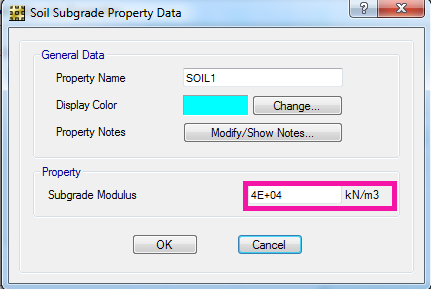 Soil Subgrade Property Data
General Data
Property Name SOIL1
Display Color Change...
Property Notes Modify/Show Notes...
Property
Subgrade Modulus 4E+04 kN/m3
OK Cancel